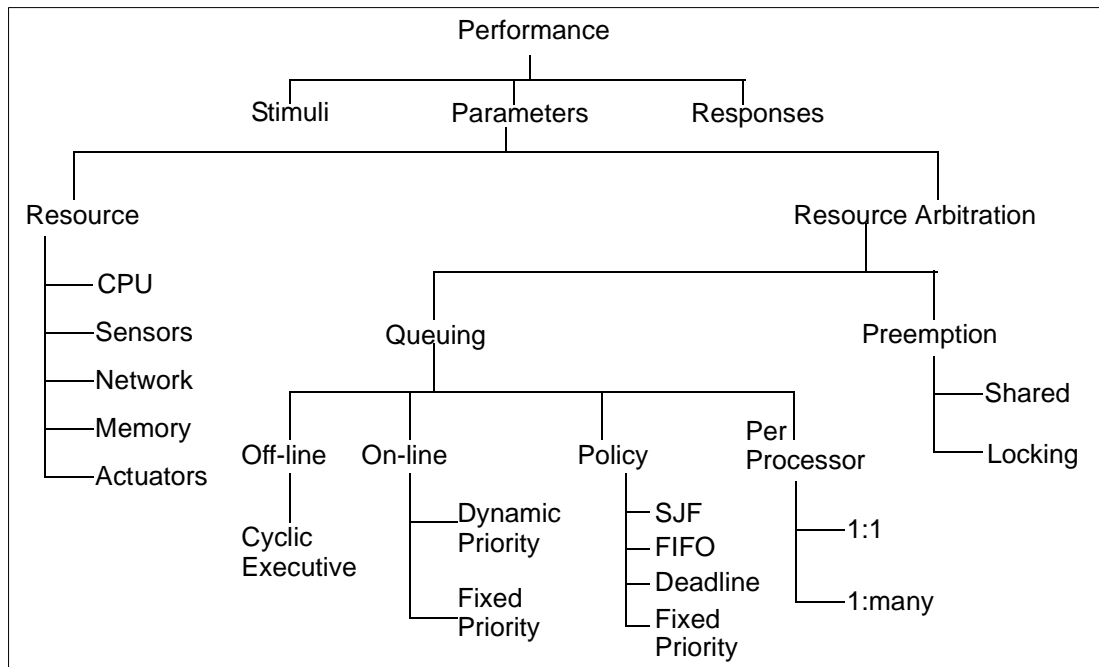 Performance
Stimuli
Parameters
Responses
Resource
Resource Arbitration
CPU
Sensors
Network
Memory
Actuators
Queuing
Preemption
Shared
Locking
Off-line
On-line
Policy
Per
Processor
Cyclic
Executive
Dynamic
Priority
Fixed
Priority
SJF
FIFO
Deadline
Fixed
Priority
1:1
1:many